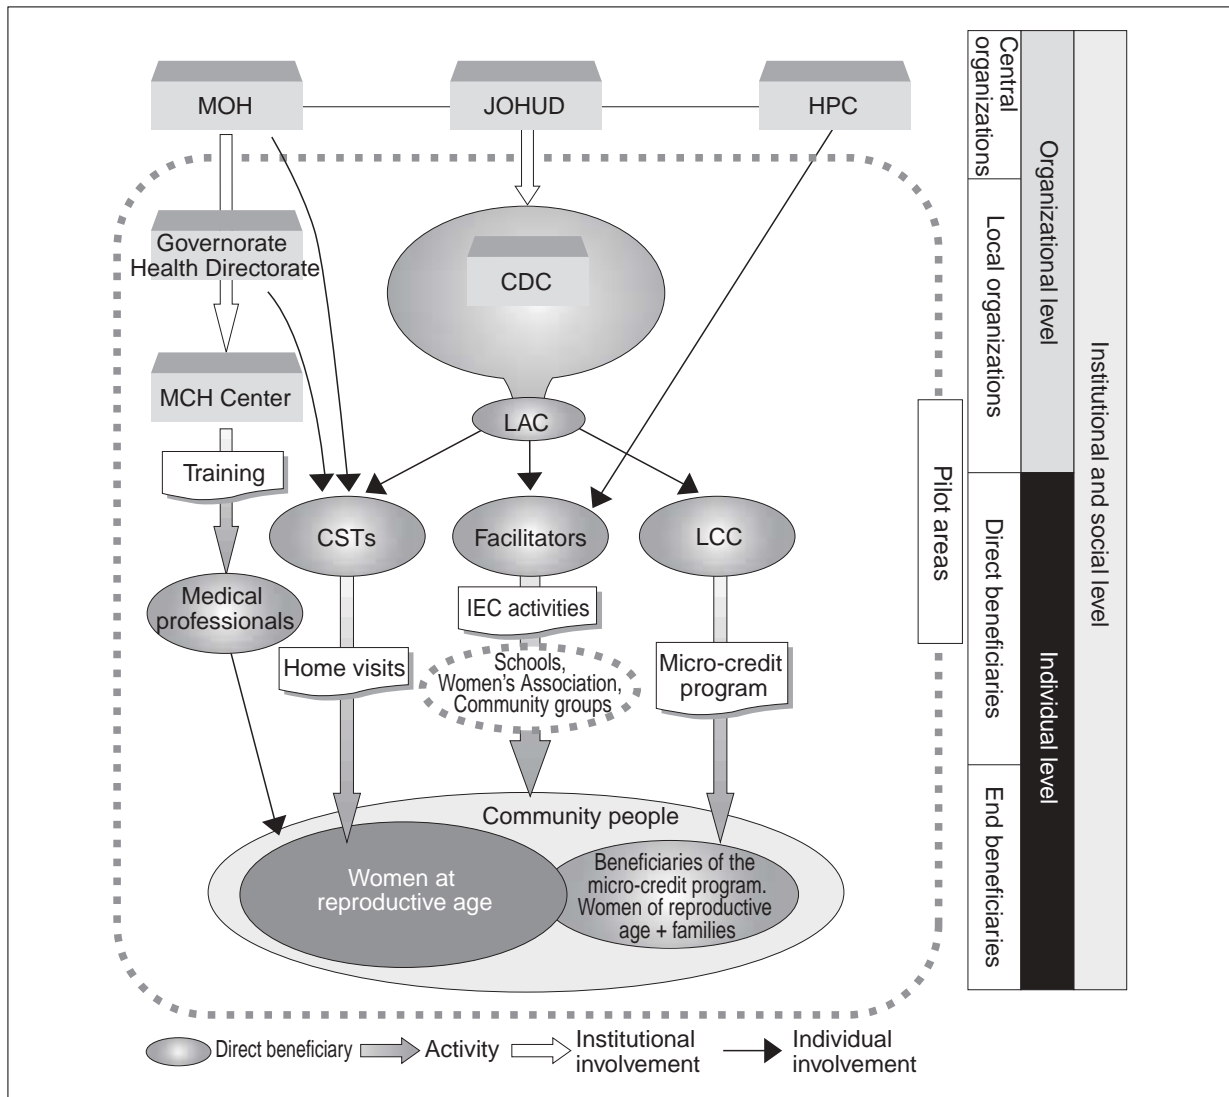 MOH
JOHUD
HPC
Governorate
Health Directorate
CDC
MCH Center
LAC
Training
CSTs
Facilitators
LCC
Medical
professionals
IEC activities
Home visits
Schools,
Women's Association,
Community groups
Micro-credit
program
Community people
Women at
reproductive age
Beneficiaries of the
micro-credit program.
Women of reproductive
age + families
Pilot areas
Central
organizations
Local organizations
Direct beneficiaries
End beneficiaries
Organizational level
Individual level
Institutional and social level
Direct beneficiary
Activity
Institutional
involvement
Individual
involvement